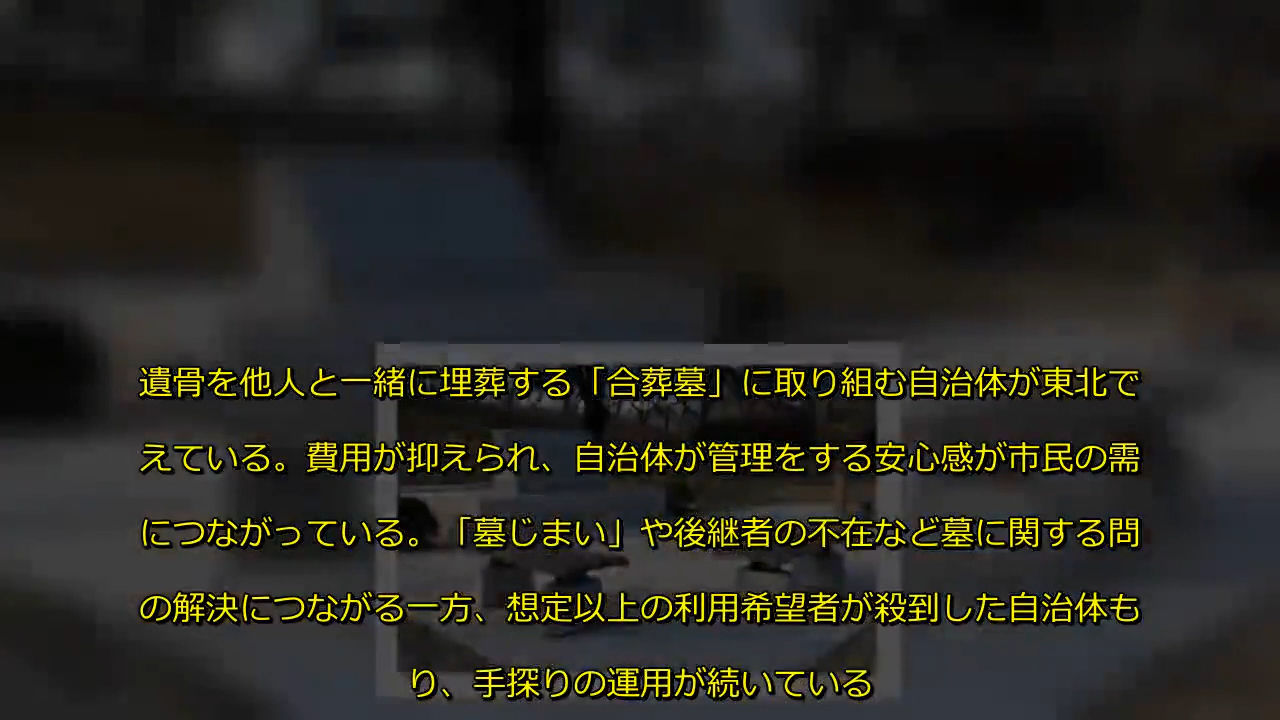 遺骨を他人と一緒に埋葬する「合葬墓」に取り組む自治体が東北で
えている。費用が抑えられ、自治体が管理をする安心感が市民の需
につながっている。「墓じまい」や後継者の不在など墓に関する問
の解決につながる一方、想定以上の利用希望者が殺到した自治体も
り、手探りの運用が続いている